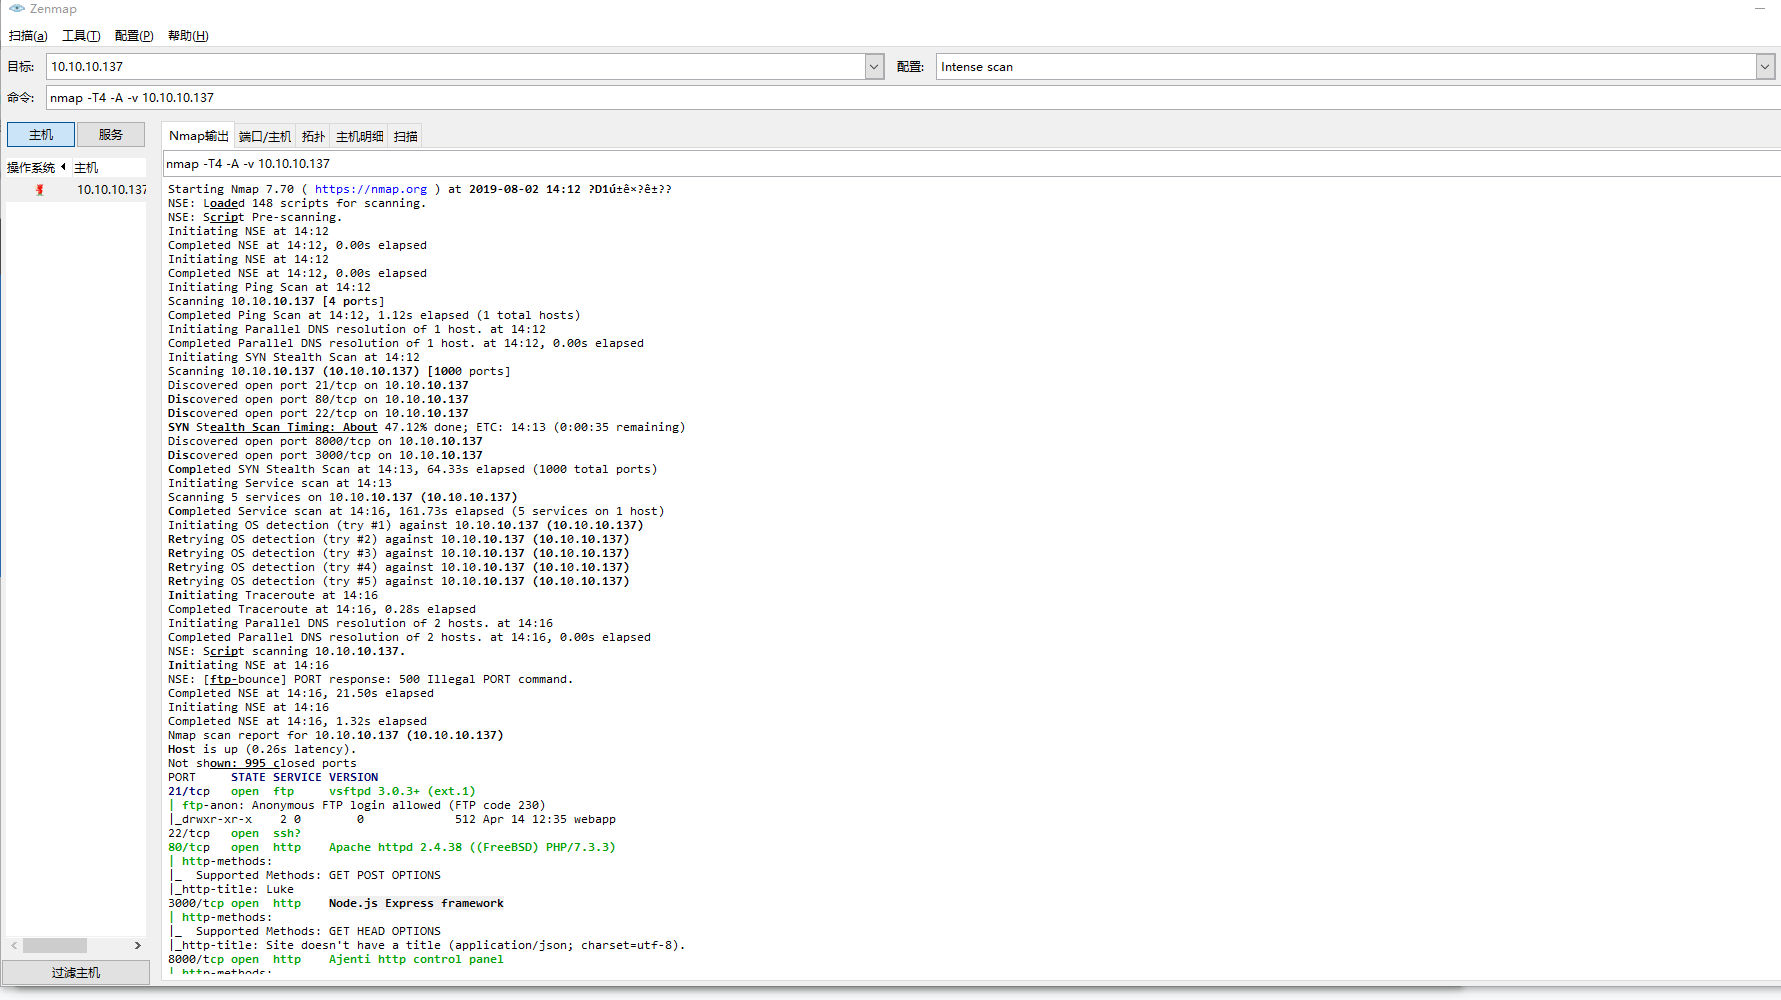 Zenmap
扫描(a) 工具(T) 配置(P) 帮助(H)
目标: 10.10.10.137 配置: Intense scan
命令: nmap -T4 -A -v 10.10.10.137
主机 服务 Nmap输出 端口/主机 拓扑 主机明细 扫描
操作系统 主机
10.10.10.137
过滤主机
nmap -T4 -A -v 10.10.10.137
Starting Nmap 7.70 ( https://nmap.org ) at 2019-08-02 14:12 ?D1ú±ê×?ê±??
NSE: Loaded 148 scripts for scanning.
NSE: Script Pre-scanning.
Initiating NSE at 14:12
Completed NSE at 14:12, 0.00s elapsed
Initiating NSE at 14:12
Completed NSE at 14:12, 0.00s elapsed
Initiating Ping Scan at 14:12
Scanning 10.10.10.137 [4 ports]
Completed Ping Scan at 14:12, 1.12s elapsed (1 total hosts)
Initiating Parallel DNS resolution of 1 host. at 14:12
Completed Parallel DNS resolution of 1 host. at 14:12, 0.00s elapsed
Initiating SYN Stealth Scan at 14:12
Scanning 10.10.10.137 (10.10.10.137) [1000 ports]
Discovered open port 21/tcp on 10.10.10.137
Discovered open port 80/tcp on 10.10.10.137
Discovered open port 22/tcp on 10.10.10.137
SYN Stealth Scan Timing: About 47.12% done; ETC: 14:13 (0:00:35 remaining)
Discovered open port 8000/tcp on 10.10.10.137
Discovered open port 3000/tcp on 10.10.10.137
Completed SYN Stealth Scan at 14:13, 64.33s elapsed (1000 total ports)
Initiating Service scan at 14:13
Scanning 5 services on 10.10.10.137 (10.10.10.137)
Completed Service scan at 14:16, 161.73s elapsed (5 services on 1 host)
Initiating OS detection (try #1) against 10.10.10.137 (10.10.10.137)
Retrying OS detection (try #2) against 10.10.10.137 (10.10.10.137)
Retrying OS detection (try #3) against 10.10.10.137 (10.10.10.137)
Retrying OS detection (try #4) against 10.10.10.137 (10.10.10.137)
Retrying OS detection (try #5) against 10.10.10.137 (10.10.10.137)
Initiating Traceroute at 14:16
Completed Traceroute at 14:16, 0.28s elapsed
Initiating Parallel DNS resolution of 2 hosts. at 14:16
Completed Parallel DNS resolution of 2 hosts. at 14:16, 0.00s elapsed
NSE: Script scanning 10.10.10.137.
Initiating NSE at 14:16
NSE: [ftp-bounce] PORT response: 500 Illegal PORT command.
Completed NSE at 14:16, 21.50s elapsed
Initiating NSE at 14:16
Completed NSE at 14:16, 1.32s elapsed
Nmap scan report for 10.10.10.137 (10.10.10.137)
Host is up (0.26s latency).
Not shown: 995 closed ports
PORT     STATE SERVICE VERSION
21/tcp   open  ftp     vsftpd 3.0.3+ (ext.1)
| ftp-anon: Anonymous FTP login allowed (FTP code 230)
|_drwxr-xr-x    2 0        0             512 Apr 14 12:35 webapp
22/tcp   open  ssh?
80/tcp   open  http    Apache httpd 2.4.38 ((FreeBSD) PHP/7.3.3)
| http-methods:
|_  Supported Methods: GET POST OPTIONS
|_http-title: Luke
3000/tcp open  http    Node.js Express framework
| http-methods:
|_  Supported Methods: GET HEAD OPTIONS
|_http-title: Site doesn't have a title (application/json; charset=utf-8).
8000/tcp open  http    Ajenti http control panel
| http-methods: